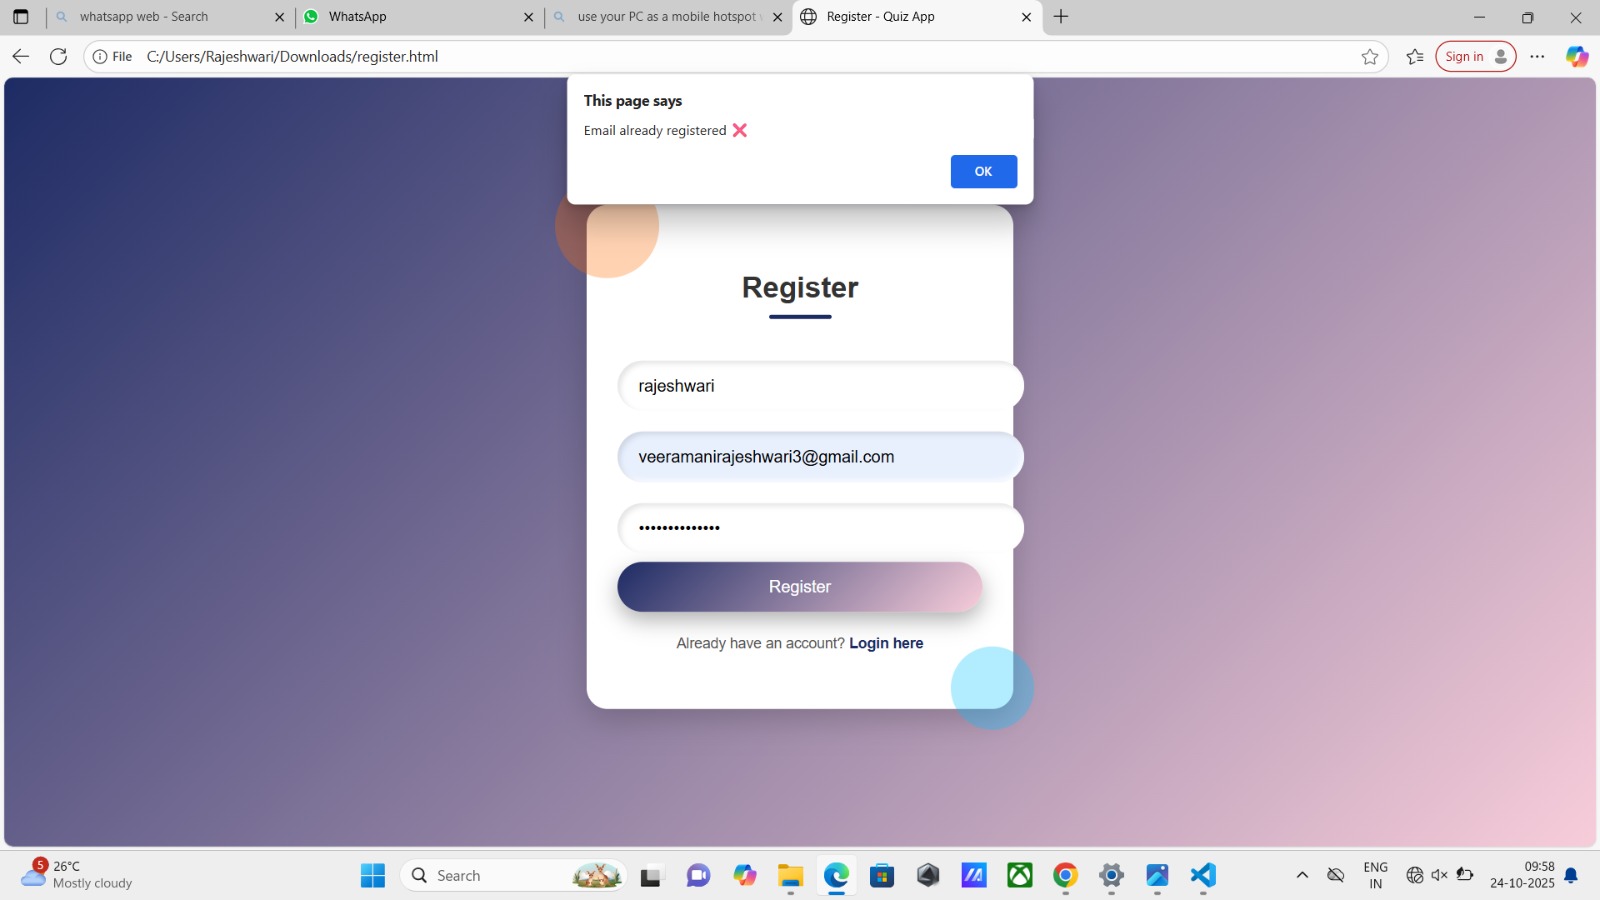 whatsapp web - Search
WhatsApp
use your PC as a mobile hotspot
Register - Quiz App
File
C:/Users/Rajeshwari/Downloads/register.html
Sign in
This page says
Email already registered ❌
OK
Register
rajeshwari
veeramanirajeshwari3@gmail.com
••••••••••••••
Register
Already have an account? Login here
5
26°C
Mostly cloudy
Search
ENG
IN
09:58
24-10-2025